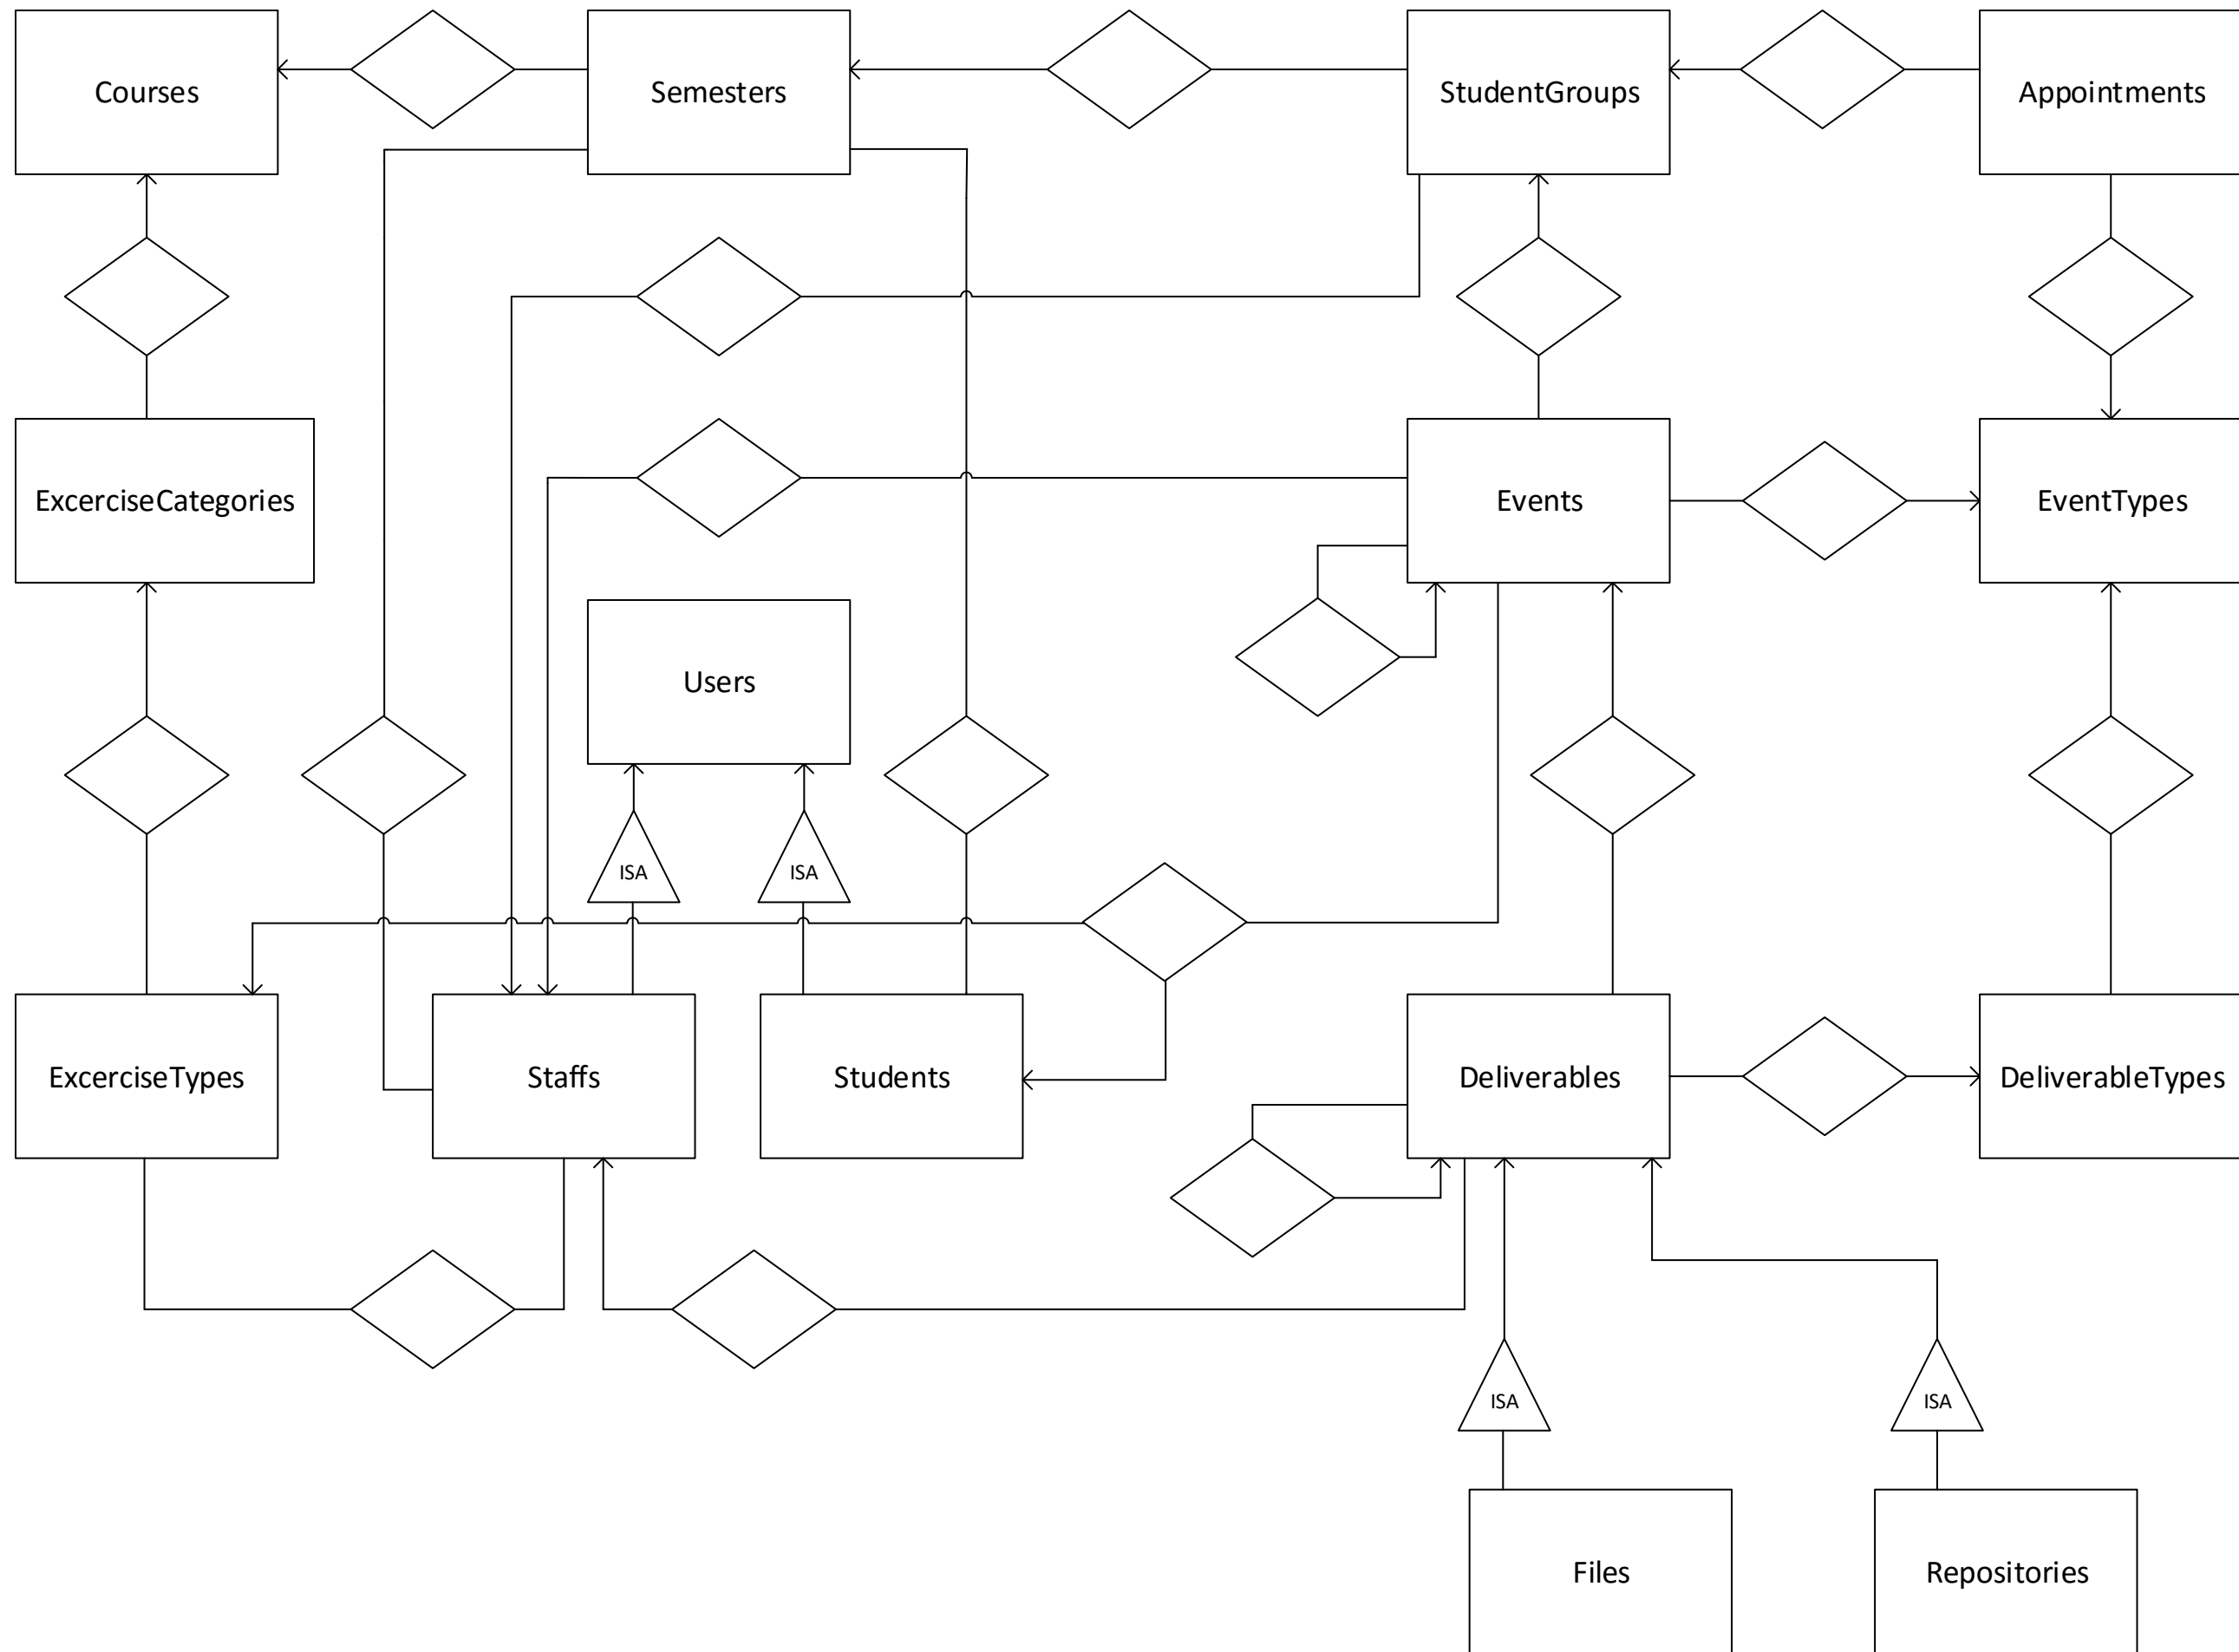 Courses
Semesters
StudentGroups
Appointments
ExcerciseCategories
Events
EventTypes
Users
ISA
ISA
ExcerciseTypes
Staffs
Students
Deliverables
DeliverableTypes
ISA
ISA
Files
Repositories